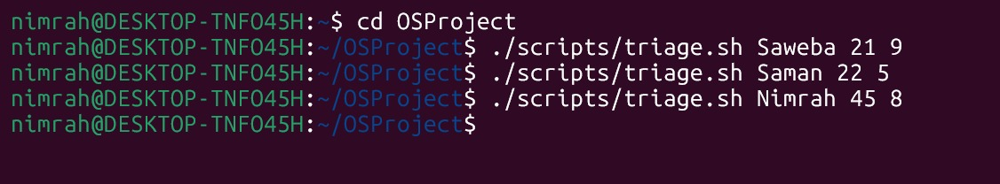 nimrah@DESKTOP-TNFO45H:~$ cd OSProject
nimrah@DESKTOP-TNFO45H:~/OSProject$ ./scripts/triage.sh Saweba 21 9
nimrah@DESKTOP-TNFO45H:~/OSProject$ ./scripts/triage.sh Saman 22 5
nimrah@DESKTOP-TNFO45H:~/OSProject$ ./scripts/triage.sh Nimrah 45 8
nimrah@DESKTOP-TNFO45H:~/OSProject$